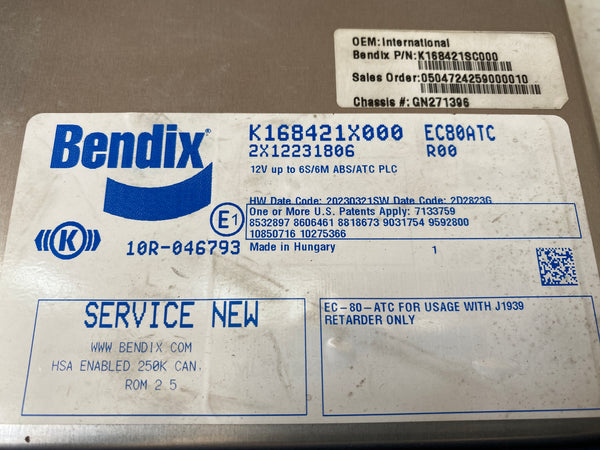 OEM: International
Bendix P/N:K168421SC000
Sales Order:0504724259000010
Chassis #:GN271396
Bendix
K168421X000 EC80ATC
2X12231806 R00
12V up to 6S/6M ABS/ATC PLC
HW Date Code: 20230321SW Date Code: 2D2823G
E1
One or More U.S. Patents Apply: 7133759
8532897 8606461 8818673 9031754 9592800
10850716 10275366
K
10R-046793
Made in Hungary 1
SERVICE NEW
WWW BENDIX COM
HSA ENABLED 250K CAN,
ROM 2 5
EC-80-ATC FOR USAGE WITH J1939
RETARDER ONLY